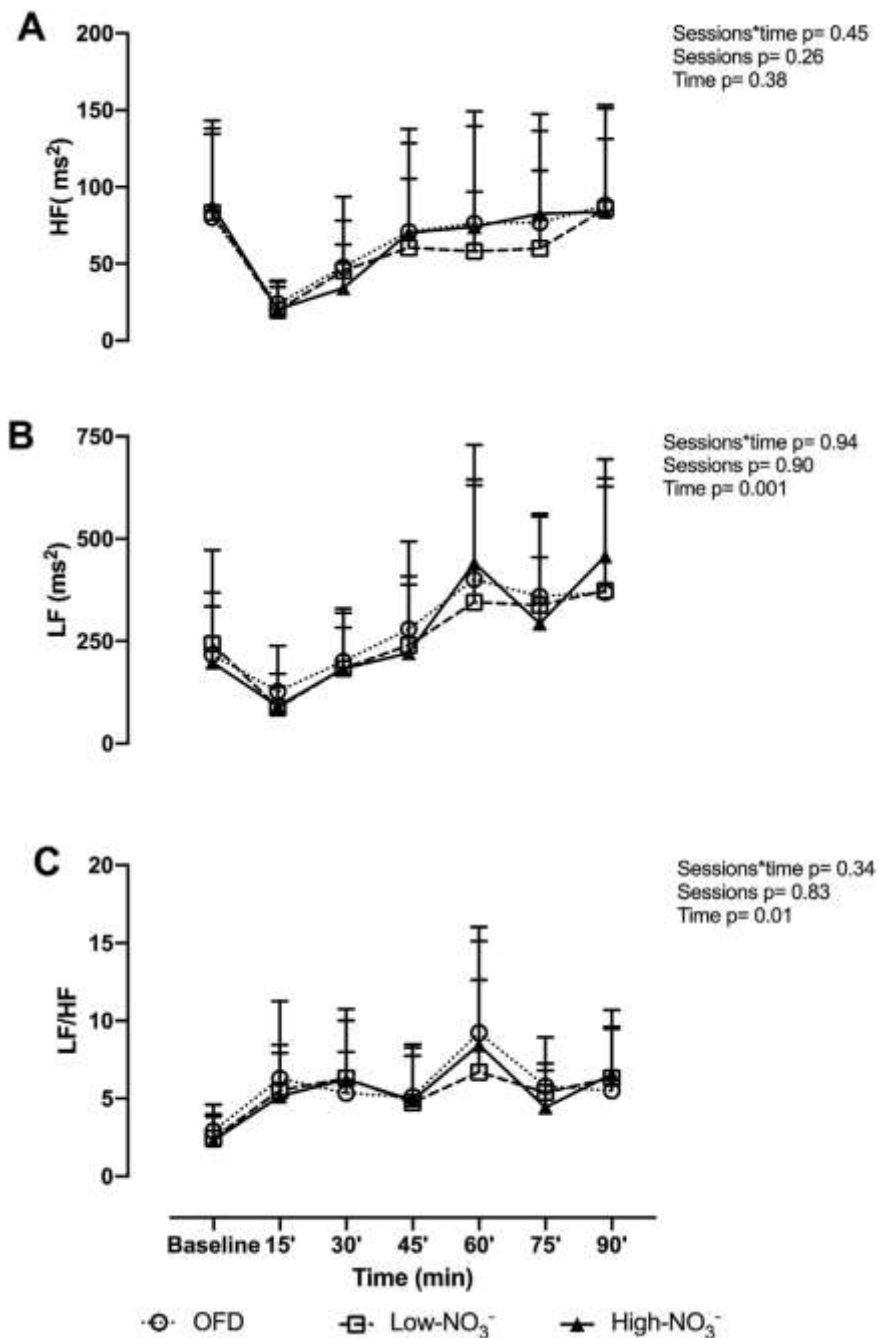 A
200
150
100
50
0
HF( ms²)
Sessions*time p= 0.45
Sessions p= 0.26
Time p= 0.38
B
750
500
250
0
LF (ms²)
Sessions*time p= 0.94
Sessions p= 0.90
Time p= 0.001
C
20
15
10
5
0
LF/HF
Sessions*time p= 0.34
Sessions p= 0.83
Time p= 0.01
Baseline 15' 30' 45' 60' 75' 90'
Time (min)
OFD Low-NO₃⁻ High-NO₃⁻